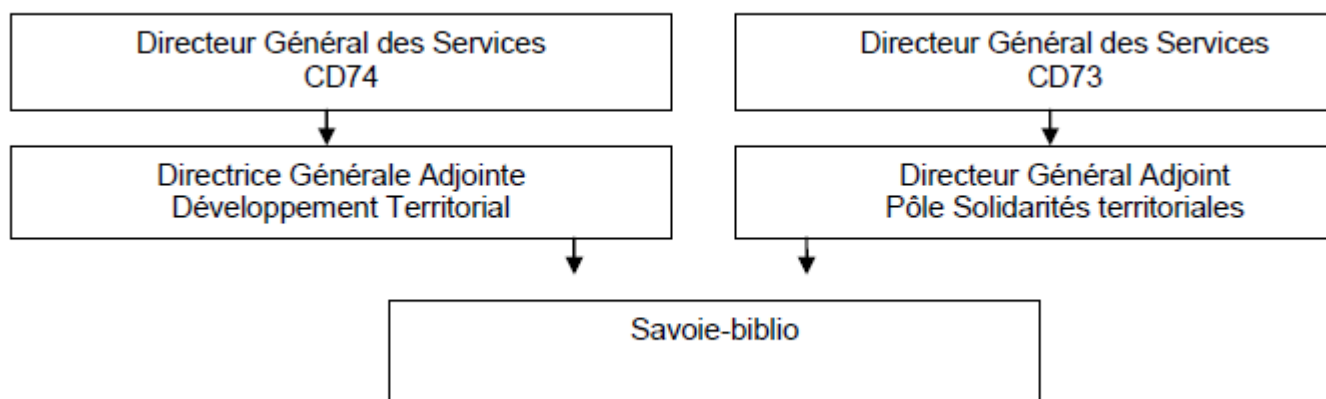 Directeur Général des Services
CD74
Directeur Général des Services
CD73
Directrice Générale Adjointe
Développement Territorial
Directeur Général Adjoint
Pôle Solidarités territoriales
Savoie-biblio